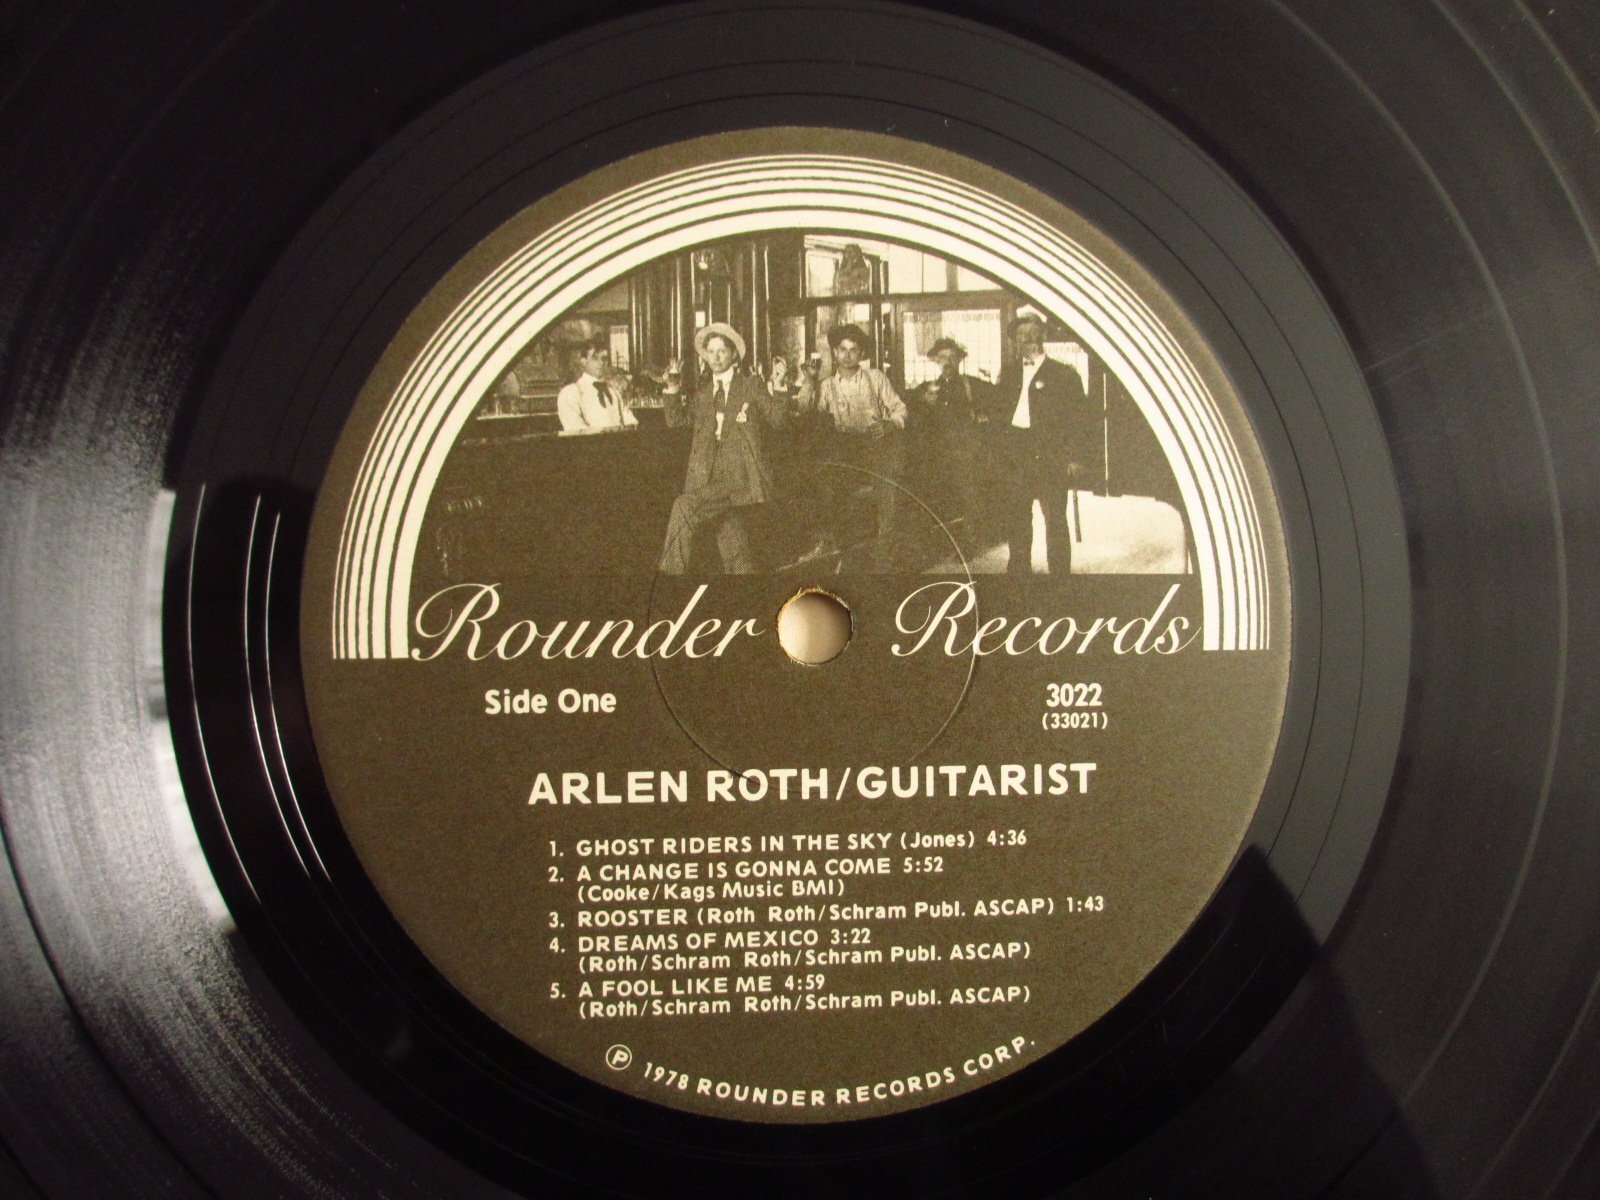 Rounder Records
Side One
3022
(33021)
ARLEN ROTH/GUITARIST
1. GHOST RIDERS IN THE SKY (Jones) 4:36
2. A CHANGE IS GONNA COME 5:52
(Cooke/Kags Music BMI)
3. ROOSTER (Roth Roth/Schram Publ. ASCAP) 1:43
4. DREAMS OF MEXICO 3:22
(Roth/Schram Roth/Schram Publ. ASCAP)
5. A FOOL LIKE ME 4:59
(Roth/Schram Roth/Schram Publ. ASCAP)
Ⓟ 1978 ROUNDER RECORDS CORP.